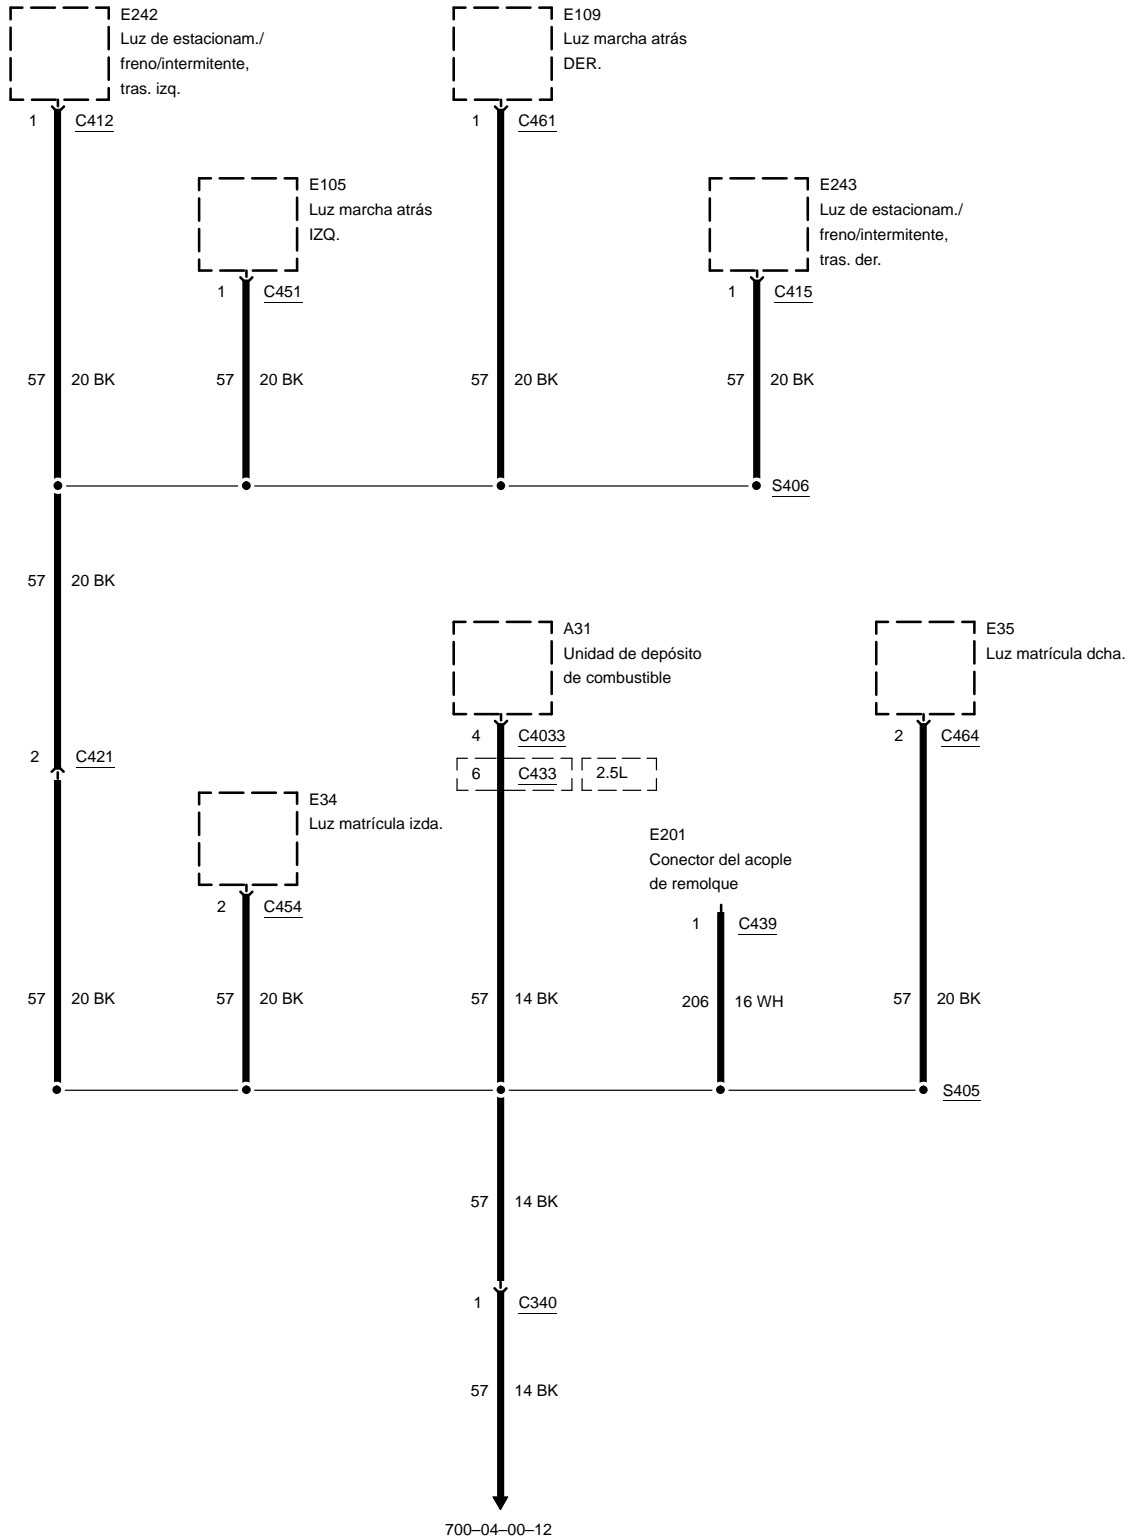 E242
Luz de estacionam./
freno/intermitente,
tras. izq.
1 C412
E109
Luz marcha atrás
DER.
1 C461
E105
Luz marcha atrás
IZQ.
1 C451
E243
Luz de estacionam./
freno/intermitente,
tras. der.
1 C415
57 20 BK
57 20 BK
57 20 BK
57 20 BK
S406
57 20 BK
A31
Unidad de depósito
de combustible
4 C4033
6 C433 2.5L
E35
Luz matrícula dcha.
2 C464
2 C421
E34
Luz matrícula izda.
2 C454
E201
Conector del acople
de remolque
1 C439
57 20 BK
57 20 BK
57 14 BK
206 16 WH
57 20 BK
S405
57 14 BK
1 C340
57 14 BK
700–04–00–12